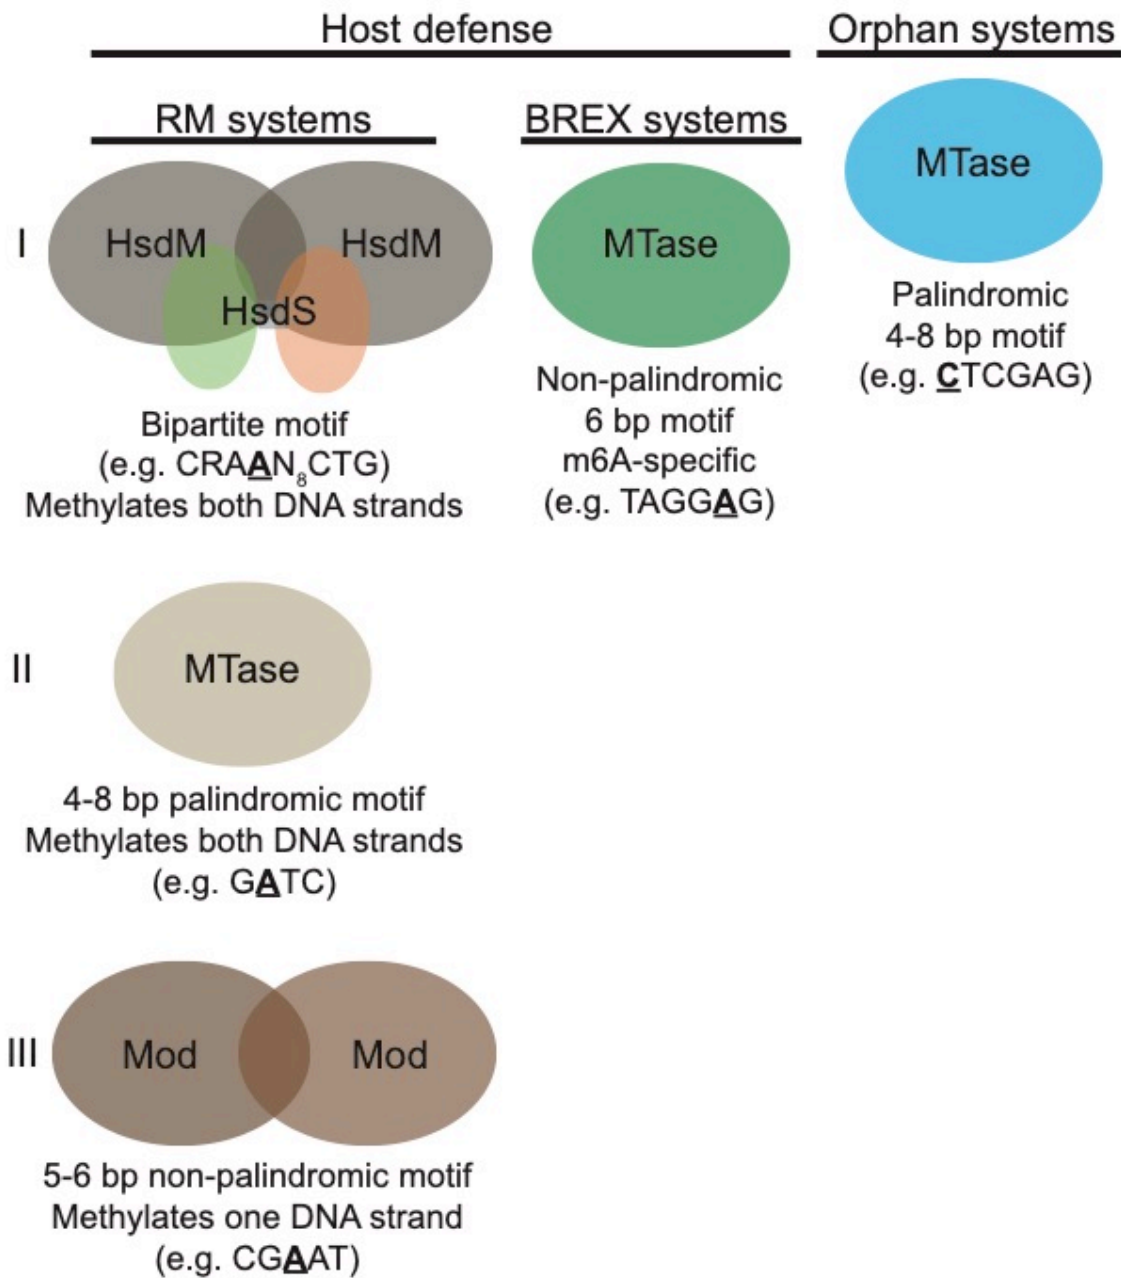 Host defense
Orphan systems
RM systems
BREX systems
I
HsdM
HsdM
HsdS
Bipartite motif
(e.g. CRAAN₈CTG)
Methylates both DNA strands
MTase
Non-palindromic
6 bp motif
m6A-specific
(e.g. TAGGAG)
MTase
Palindromic
4-8 bp motif
(e.g. CTCGAG)
II
MTase
4-8 bp palindromic motif
Methylates both DNA strands
(e.g. GATC)
III
Mod
Mod
5-6 bp non-palindromic motif
Methylates one DNA strand
(e.g. CGAAT)